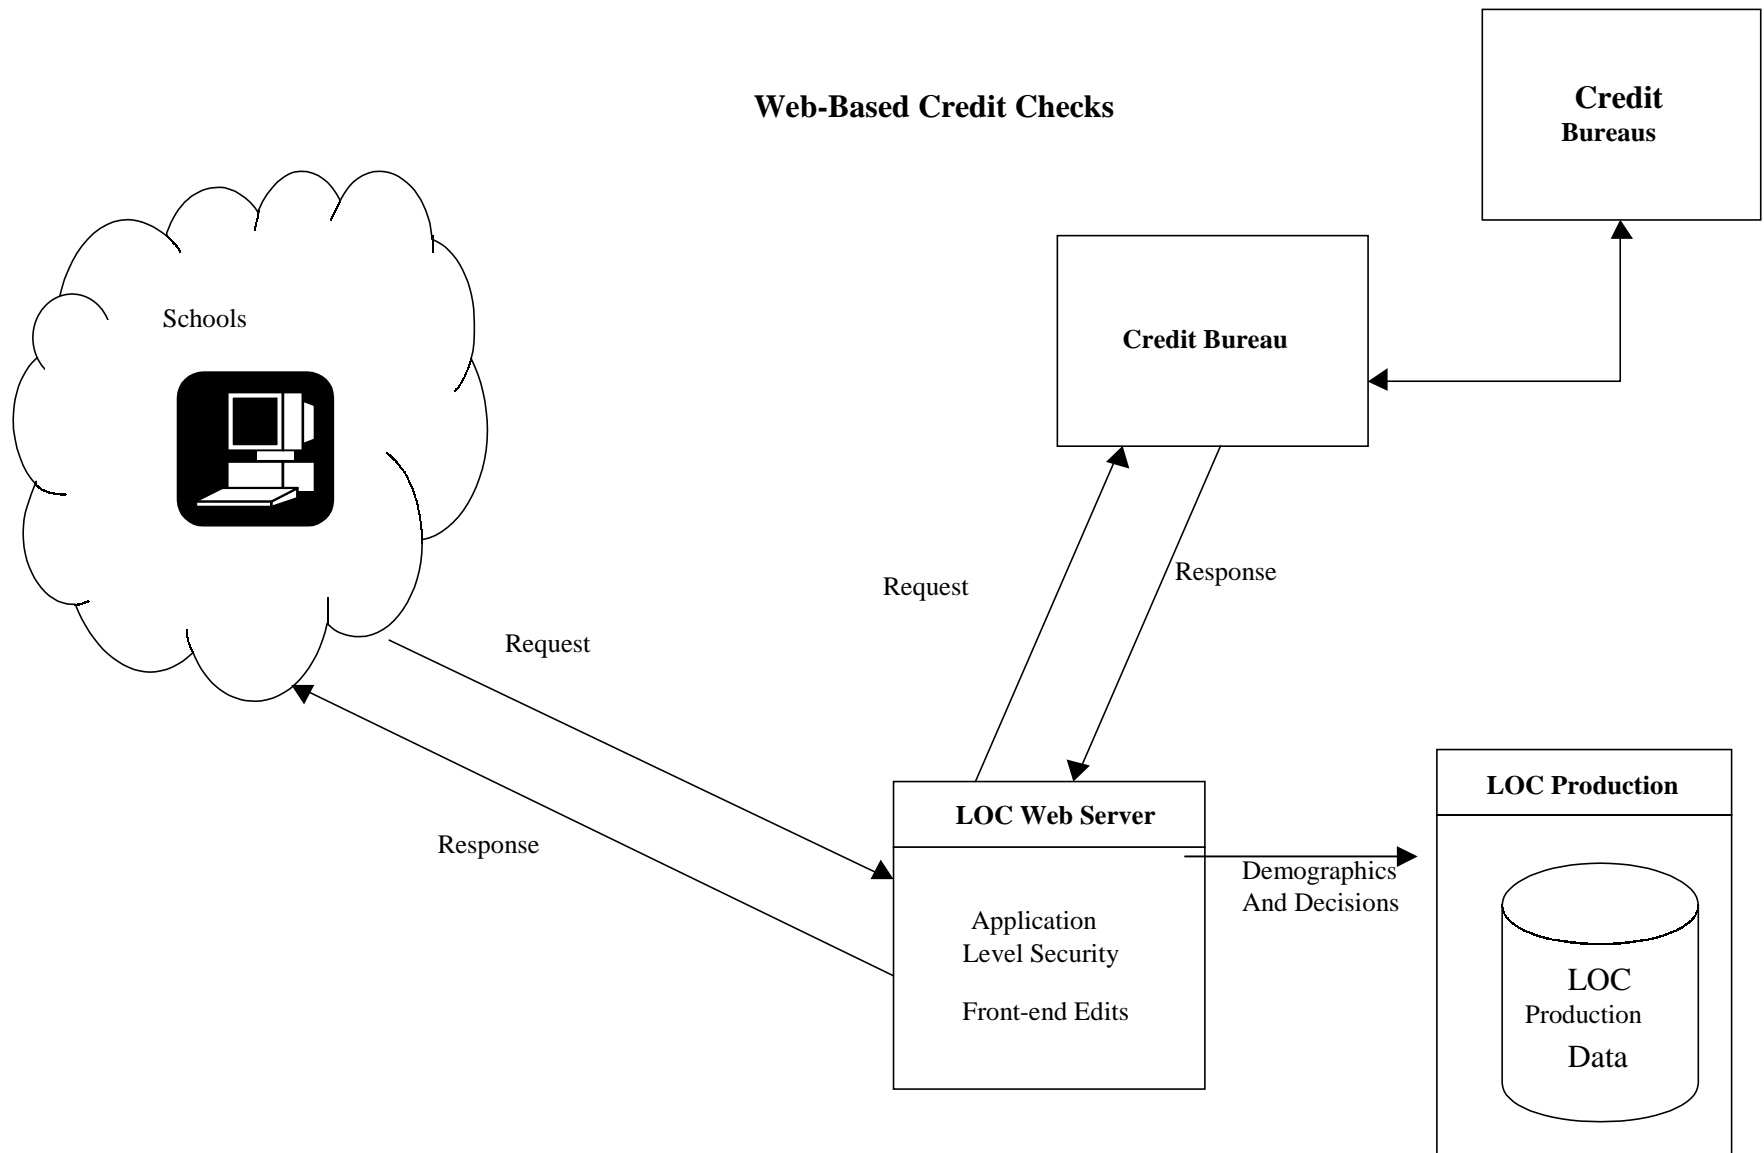 Web-Based Credit Checks
Credit
Bureaus
Schools
Credit Bureau
Request
Response
Request
Response
LOC Web Server
Application
Level Security
Front-end Edits
Demographics
And Decisions
LOC Production
LOC
Production
Data